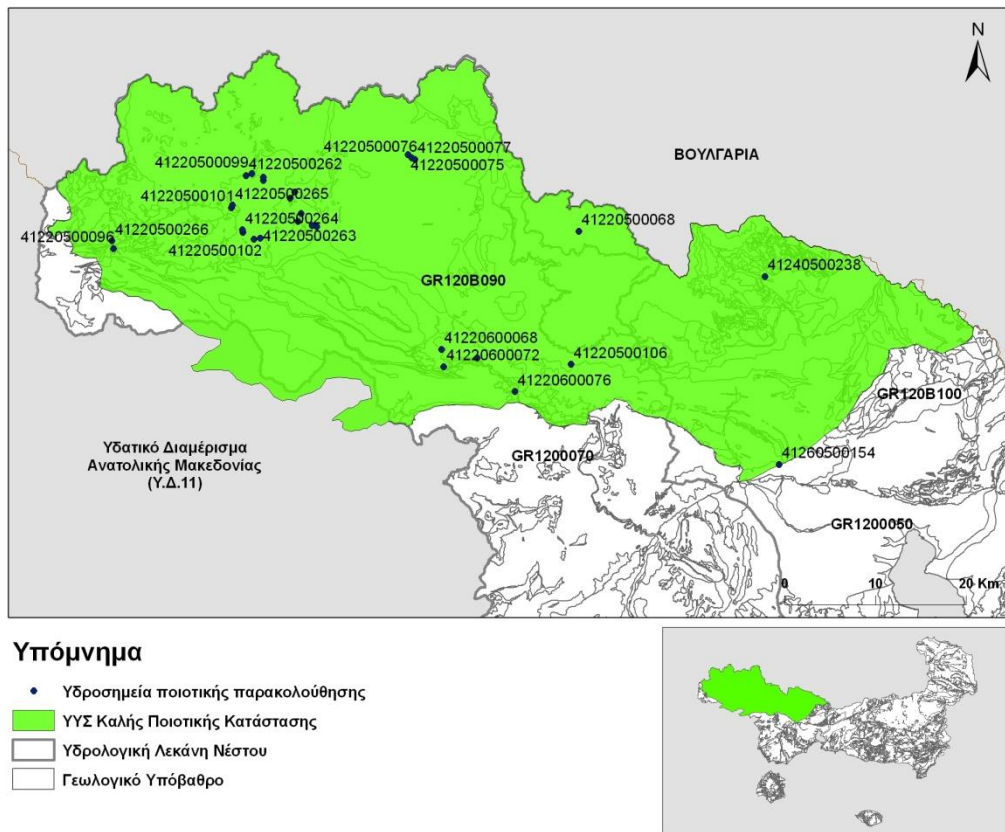 N
ΒΟΥΛΓΑΡΙΑ
41220500076
41220500077
41220500075
41220500099
41220500262
41220500101
41220500265
41220500264
41220500263
41220500096
41220500266
41220500102
41220500068
41240500238
GR120B090
41220600068
41220600072
41220500106
41220600076
GR120B100
GR1200070
41260500154
GR1200050
Υδατικό Διαμέρισμα
Ανατολικής Μακεδονίας
(Υ.Δ.11)
0 10 20 Km
Υπόμνημα
Υδροσημεία ποιοτικής παρακολούθησης
ΥΥΣ Καλής Ποιοτικής Κατάστασης
Υδρολογική Λεκάνη Νέστου
Γεωλογικό Υπόβαθρο